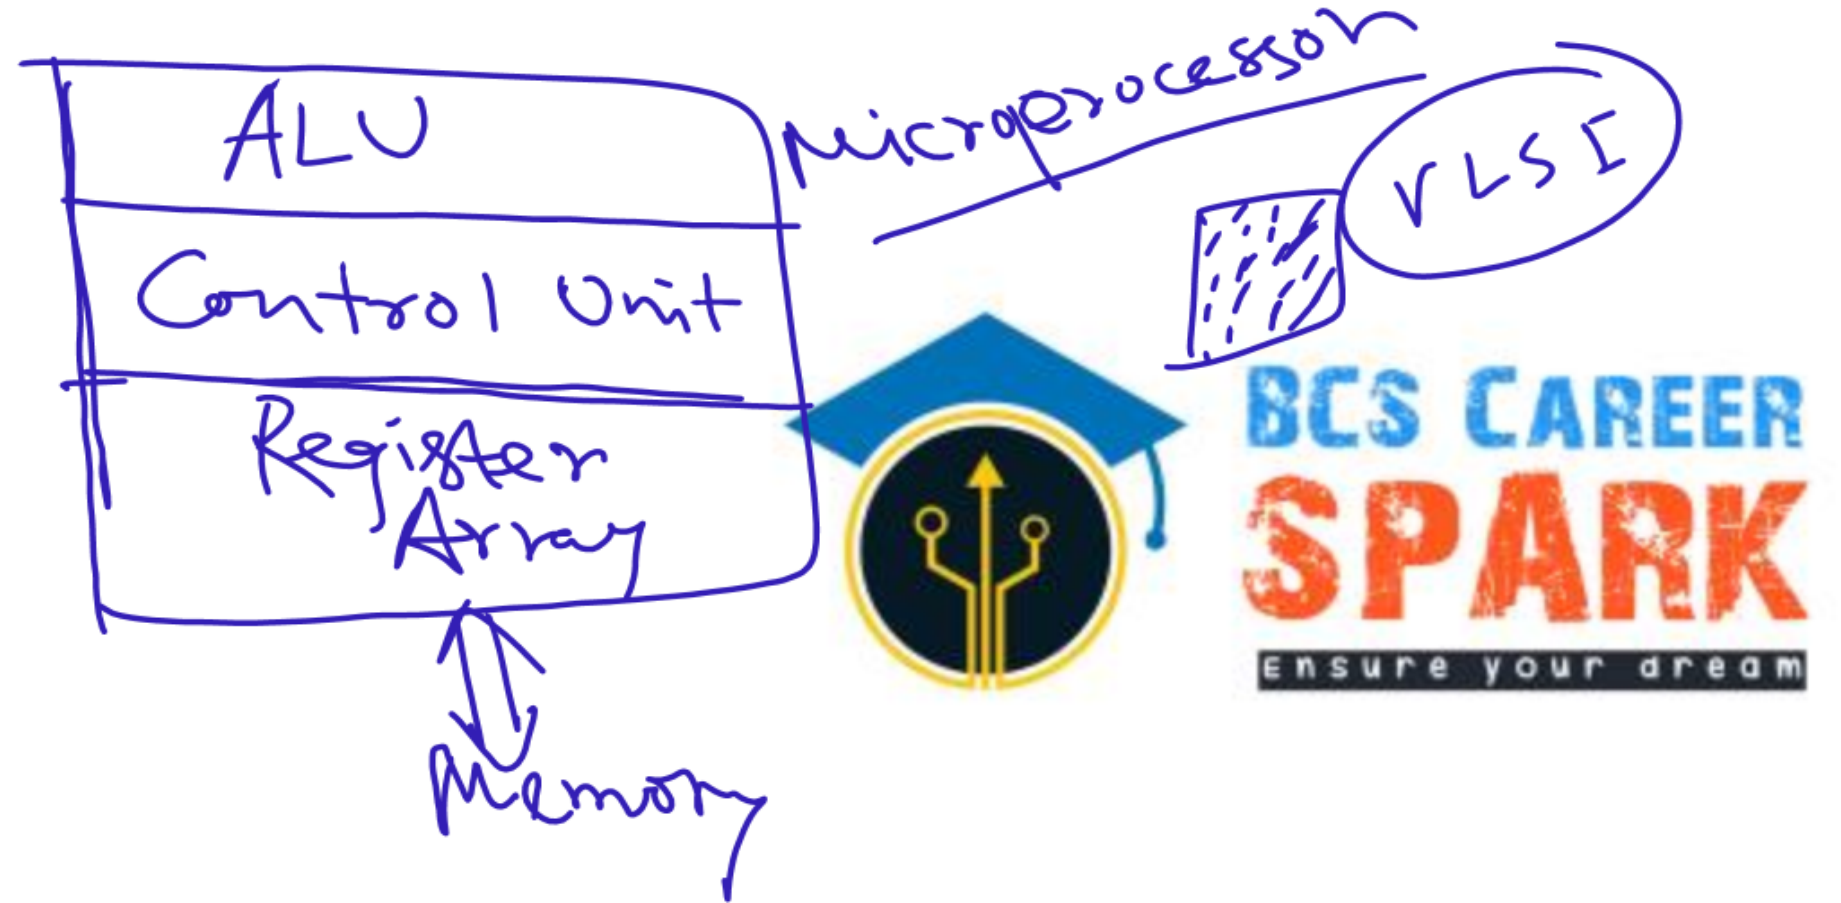 ALU
Control Unit
Register
Array
Memory
Microprocesson
VLSI
BCS CAREER
SPARK
Ensure your dream